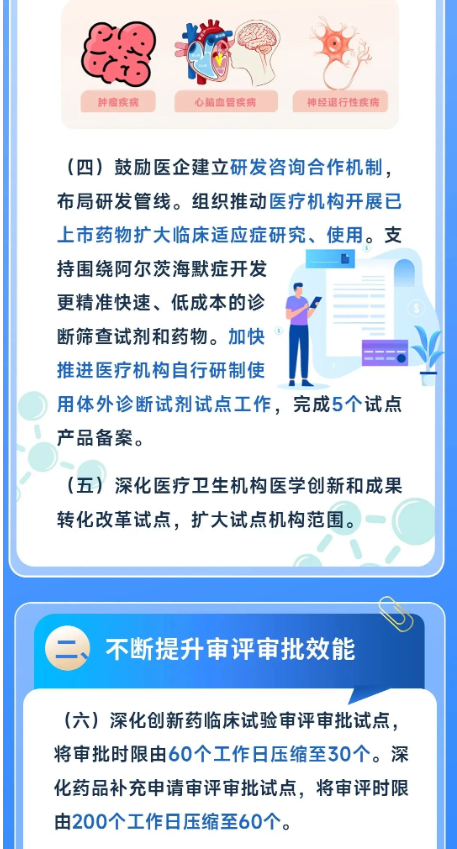 肿瘤疾病
心脑血管疾病
神经退行性疾病
（四）鼓励医企建立研发咨询合作机制，
布局研发管线。组织推动医疗机构开展已
上市药物扩大临床适应症研究、使用。支
持围绕阿尔茨海默症开发
更精准快速、低成本的诊
断筛查试剂和药物。加快
推进医疗机构自行研制使
用体外诊断试剂试点工作，完成5个试点
产品备案。
（五）深化医疗卫生机构医学创新和成果
转化改革试点，扩大试点机构范围。
二、不断提升审评审批效能
（六）深化创新药临床试验审评审批试点，
将审批时限由60个工作日压缩至30个。深
化药品补充申请审评审批试点，将审评时限
由200个工作日压缩至60个。